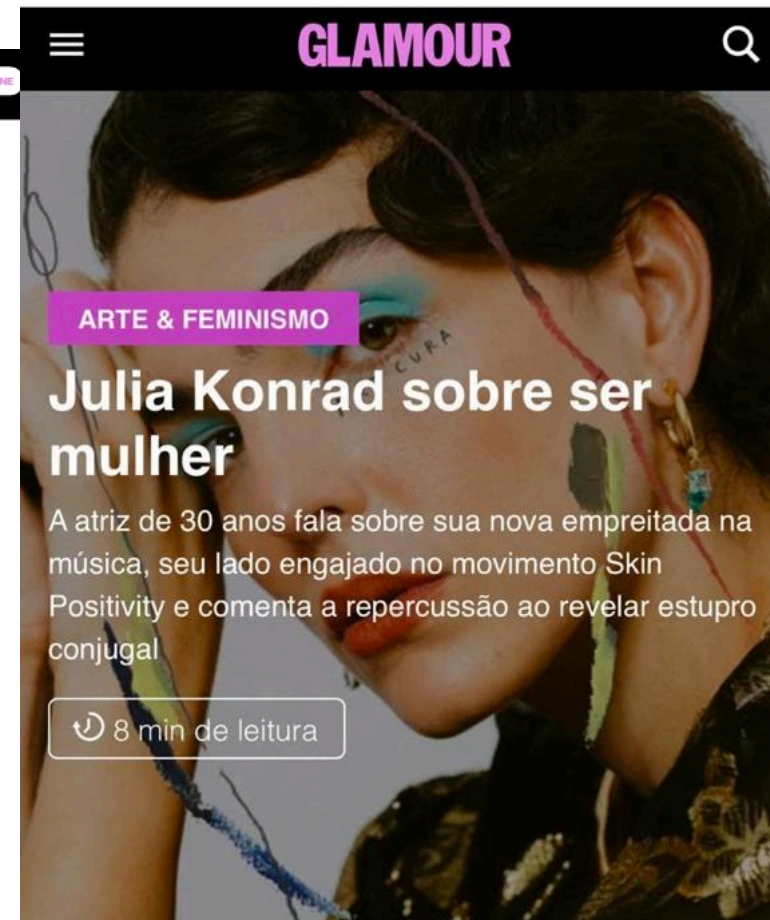 NE
GLAMOUR
ARTE & FEMINISMO
CURA
Julia Konrad sobre ser
mulher
A atriz de 30 anos fala sobre sua nova empreitada na
música, seu lado engajado no movimento Skin
Positivity e comenta a repercussão ao revelar estupro
conjugal
8 min de leitura